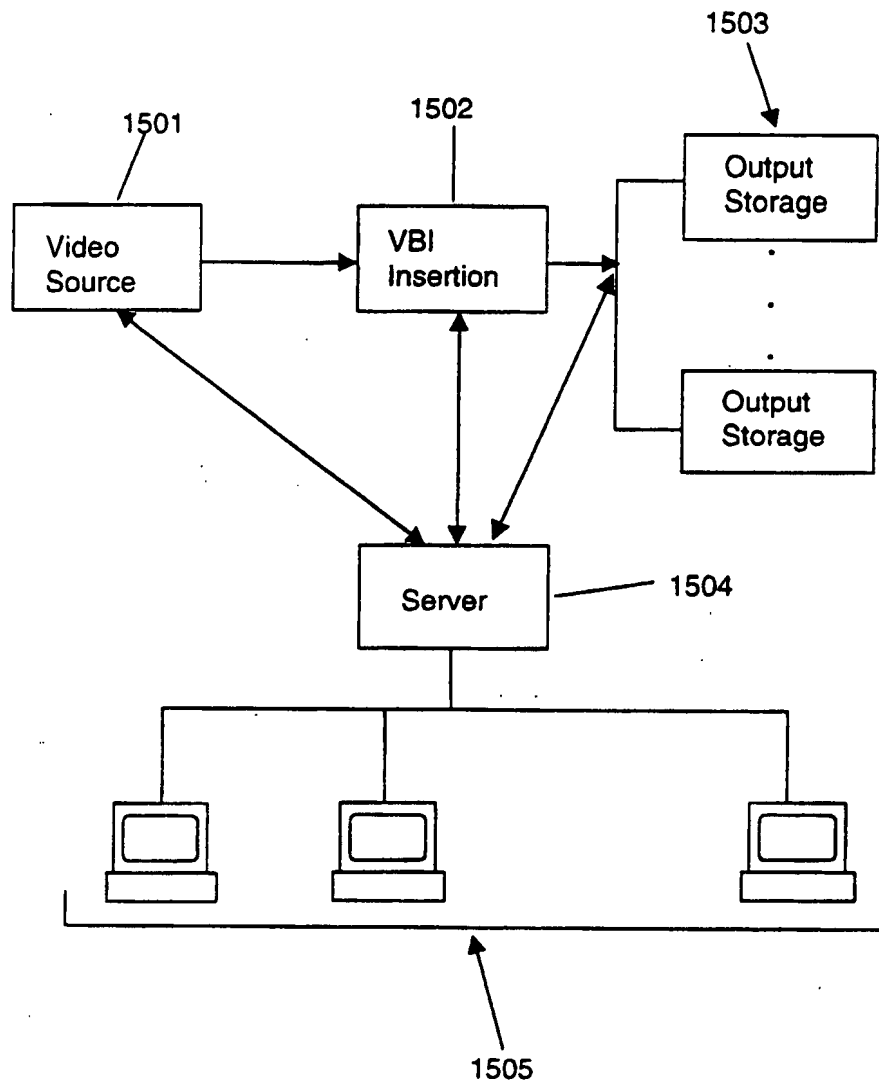 1503
1501
1502
Output
Storage
Video
Source
VBI
Insertion
Output
Storage
Server
1504
1505